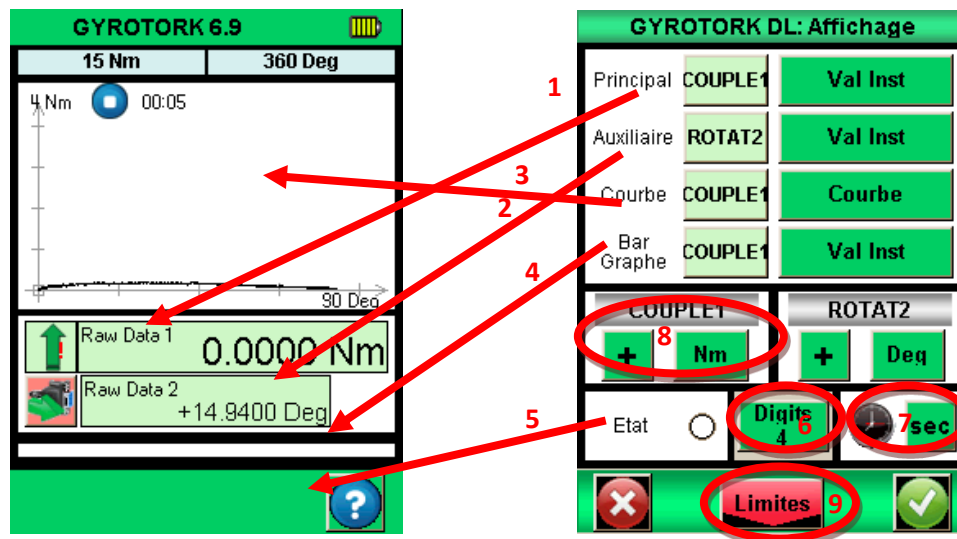 GYROTORK 6.9
15 Nm 360 Deg
4 Nm 00:05
90 Deg
Raw Data 1
0.0000 Nm
Raw Data 2
+14.9400 Deg
?
1
3
2
4
5
GYROTORK DL: Affichage
Principal COUPLE1 Val Inst
Auxiliaire ROTAT2 Val Inst
Courbe COUPLE1 Courbe
Bar
Graphe COUPLE1 Val Inst
COUPLE1 ROTAT2
8
+ Nm + Deg
Etat Digits
4 6 7 sec
Limites 9